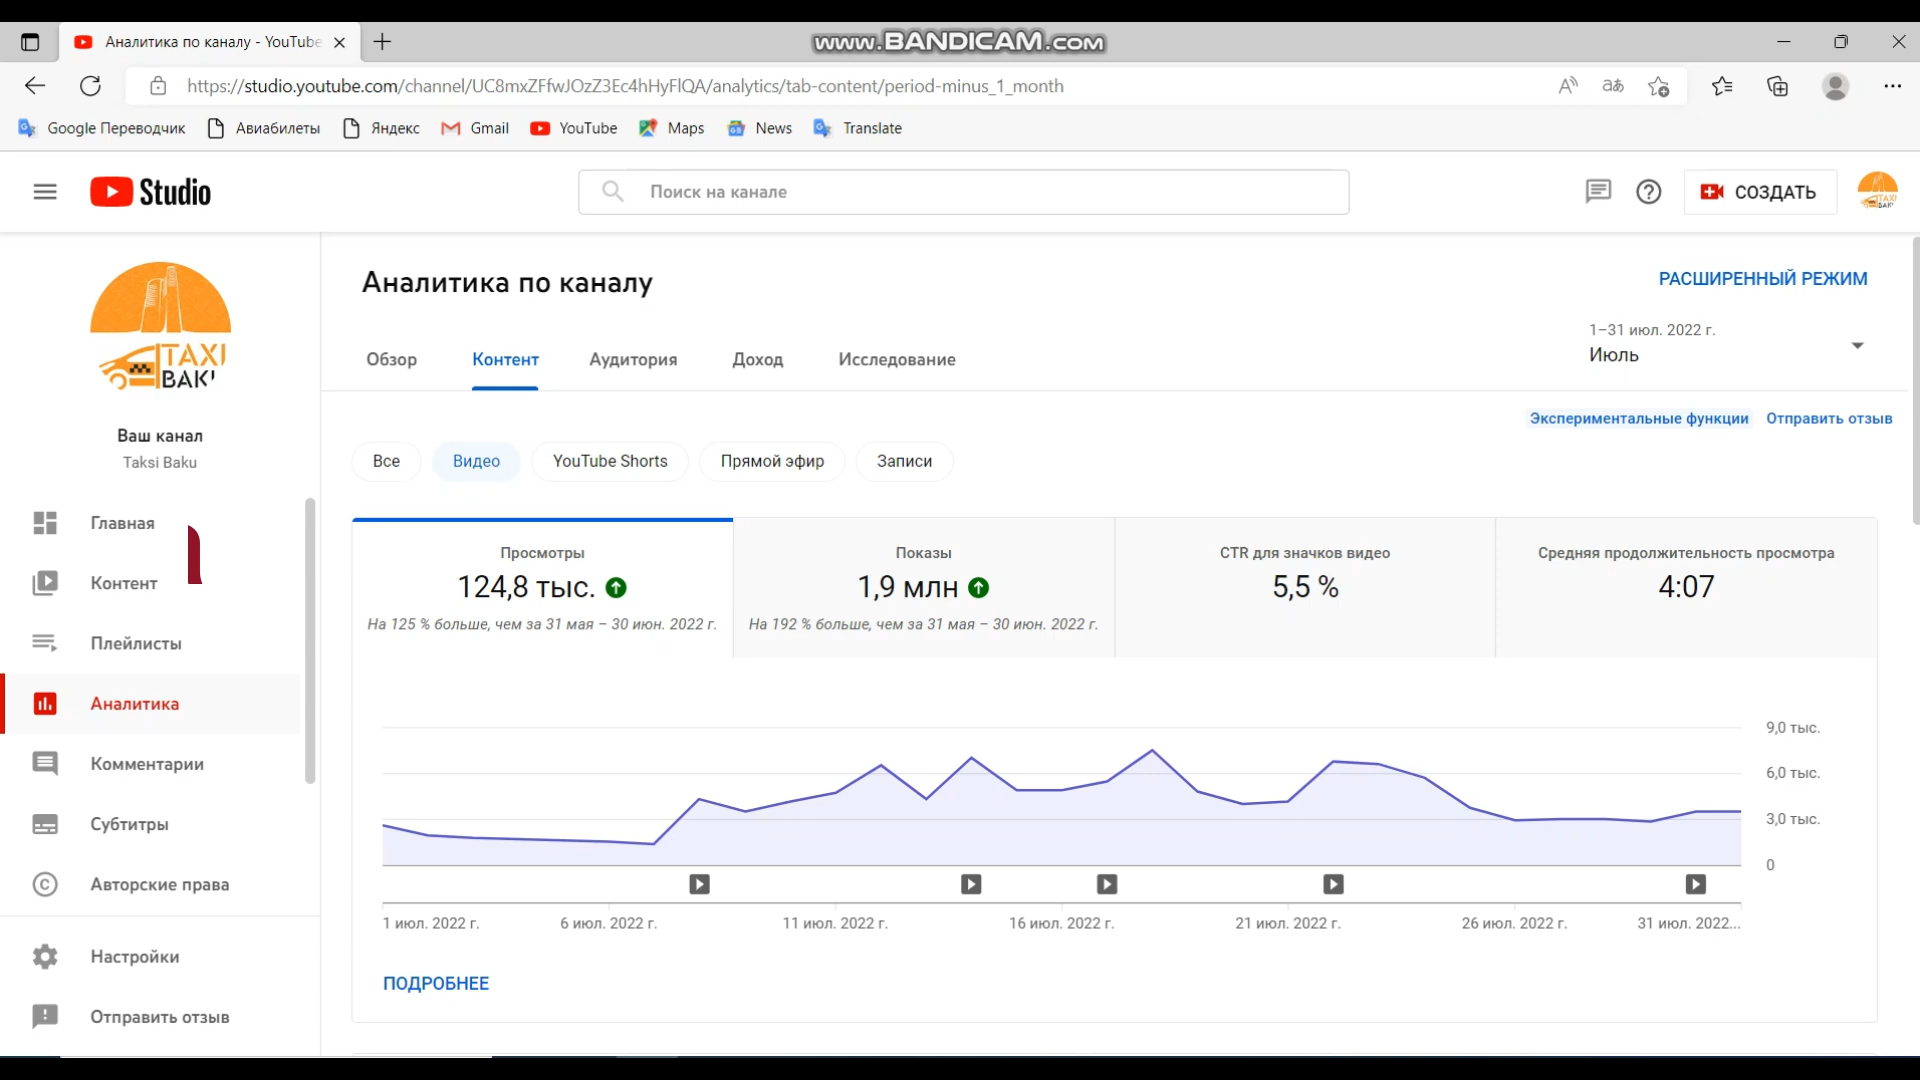 Аналитика по каналу - YouTube
www.BANDICAM.com
https://studio.youtube.com/channel/UC8mxZFfwJOzZ3Ec4hHyFlQA/analytics/tab-content/period-minus_1_month
Google Переводчик Авиабилеты Яндекс Gmail YouTube Maps News Translate
Studio
Поиск на канале
СОЗДАТЬ
TAXI
BAKI
Ваш канал
Taksi Baku
Главная
Контент
Плейлисты
Аналитика
Комментарии
Субтитры
Авторские права
Настройки
Отправить отзыв
Аналитика по каналу
РАСШИРЕННЫЙ РЕЖИМ
Обзор Контент Аудитория Доход Исследование
1–31 июл. 2022 г.
Июль
Экспериментальные функции Отправить отзыв
Все Видео YouTube Shorts Прямой эфир Записи
Просмотры
124,8 тыс.
На 125 % больше, чем за 31 мая – 30 июн. 2022 г.
Показы
1,9 млн
На 192 % больше, чем за 31 мая – 30 июн. 2022 г.
CTR для значков видео
5,5 %
Средняя продолжительность просмотра
4:07
9,0 тыс.
6,0 тыс.
3,0 тыс.
0
1 июл. 2022 г. 6 июл. 2022 г. 11 июл. 2022 г. 16 июл. 2022 г. 21 июл. 2022 г. 26 июл. 2022 г. 31 июл. 2022...
ПОДРОБНЕЕ